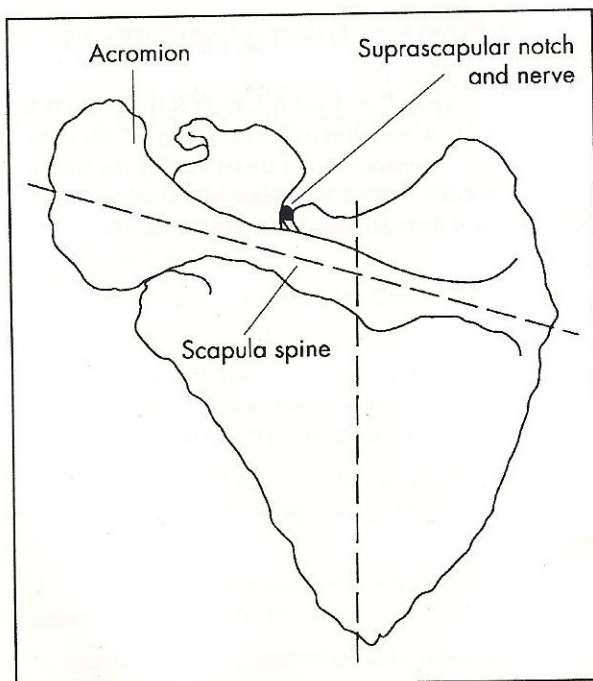 Acromion
Suprascapular notch
and nerve
Scapula spine